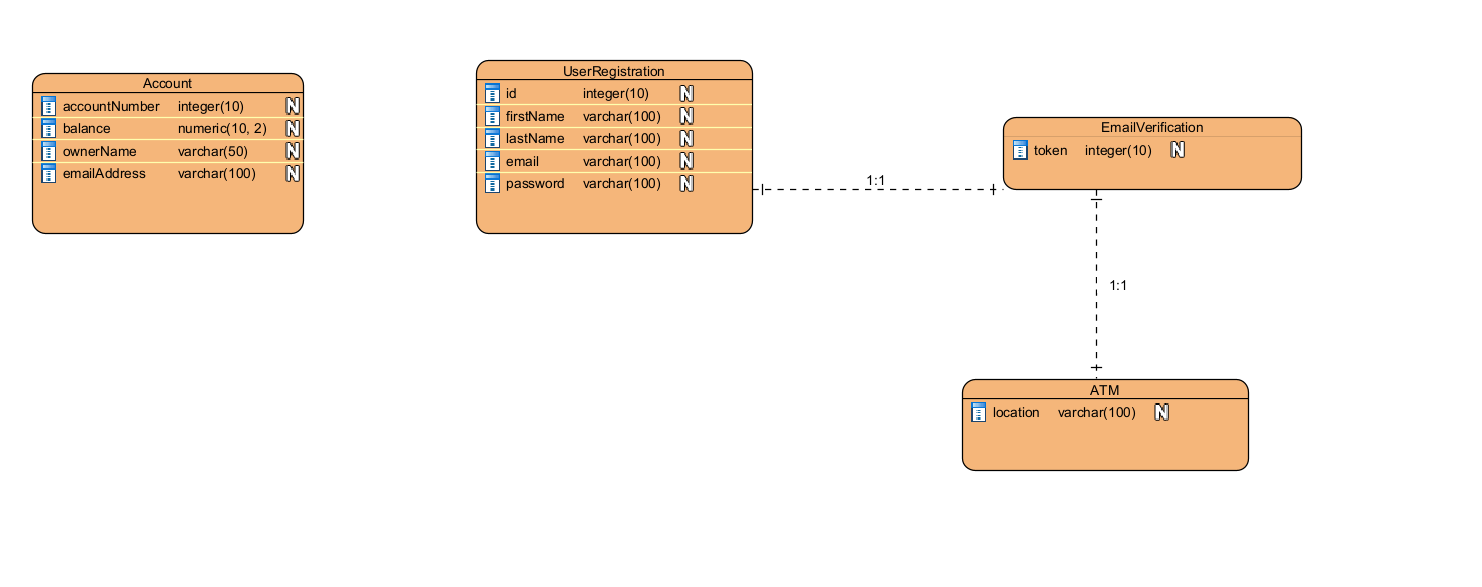 Account
accountNumber integer(10) N
balance numeric(10, 2) N
ownerName varchar(50) N
emailAddress varchar(100) N
UserRegistration
id integer(10) N
firstName varchar(100) N
lastName varchar(100) N
email varchar(100) N
password varchar(100) N
1:1
EmailVerification
token integer(10) N
1:1
ATM
location varchar(100) N